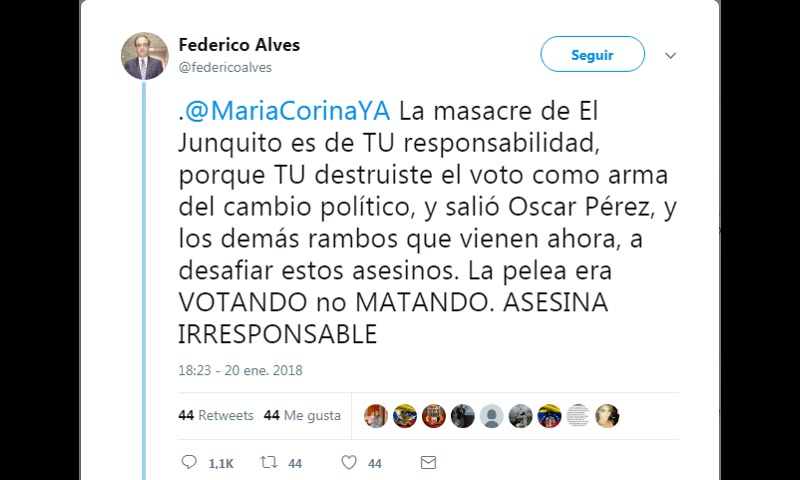 Federico Alves
@federicoalves
Seguir
.@MariaCorinaYA La masacre de El
Junquito es de TU responsabilidad,
porque TU destruiste el voto como arma
del cambio político, y salió Oscar Pérez, y
los demás rambos que vienen ahora, a
desafiar estos asesinos. La pelea era
VOTANDO no MATANDO. ASESINA
IRRESPONSABLE
18:23 - 20 ene. 2018
44 Retweets 44 Me gusta
1,1K 44 44